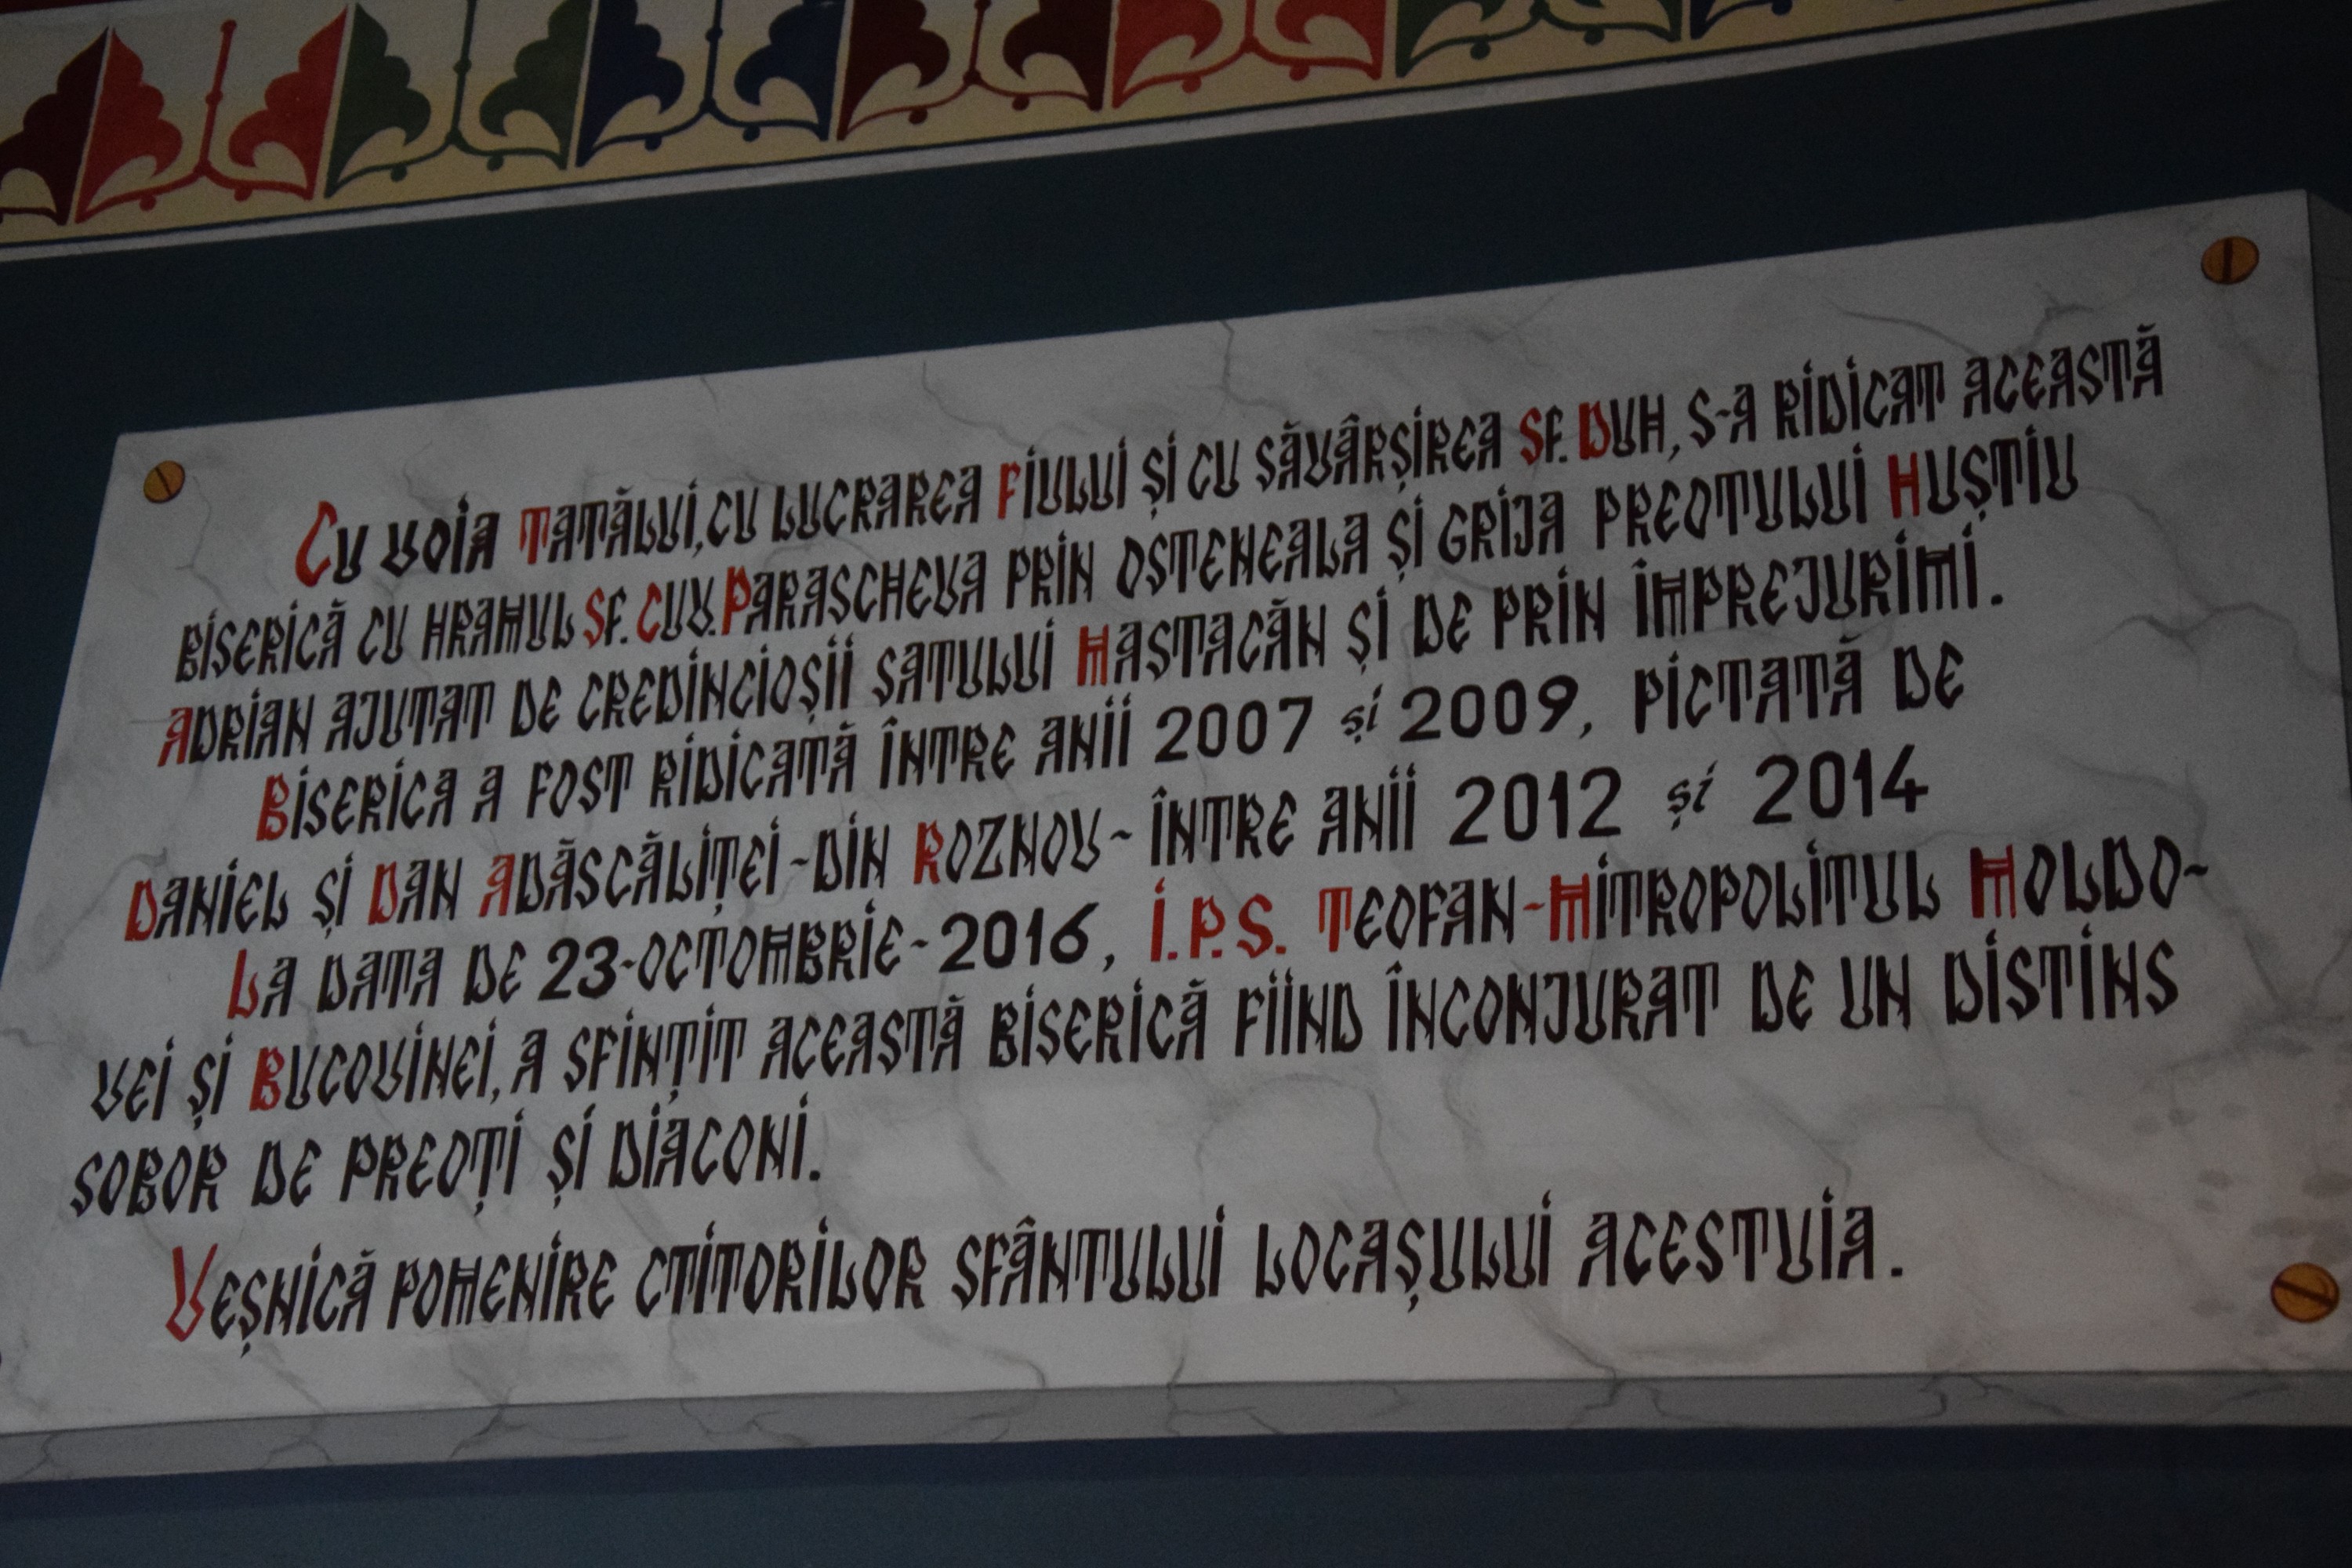 Cu voia Tatălui, cu lucrarea Fiului și cu săvârșirea Sf. Duh, s-a ridicat această
biserică cu hramul Sf. Cuv. Parascheva prin osteneala și grija preotului Huștiu
Adrian ajutat de credincioșii satului Mastacăn și de prin împrejurimi.
Biserica a fost ridicată între anii 2007 și 2009, pictată de
Daniel și Dan Adăscăliței - din Roznov - între anii 2012 și 2014
La data de 23-octombrie-2016, I.P.S. Teofan-Mitropolitul Moldo-
vei și Bucovinei, a sfințit această biserică fiind înconjurat de un distins
sobor de preoți și diaconi.
Veșnică pomenire ctitorilor sfântului locașului acestuia.